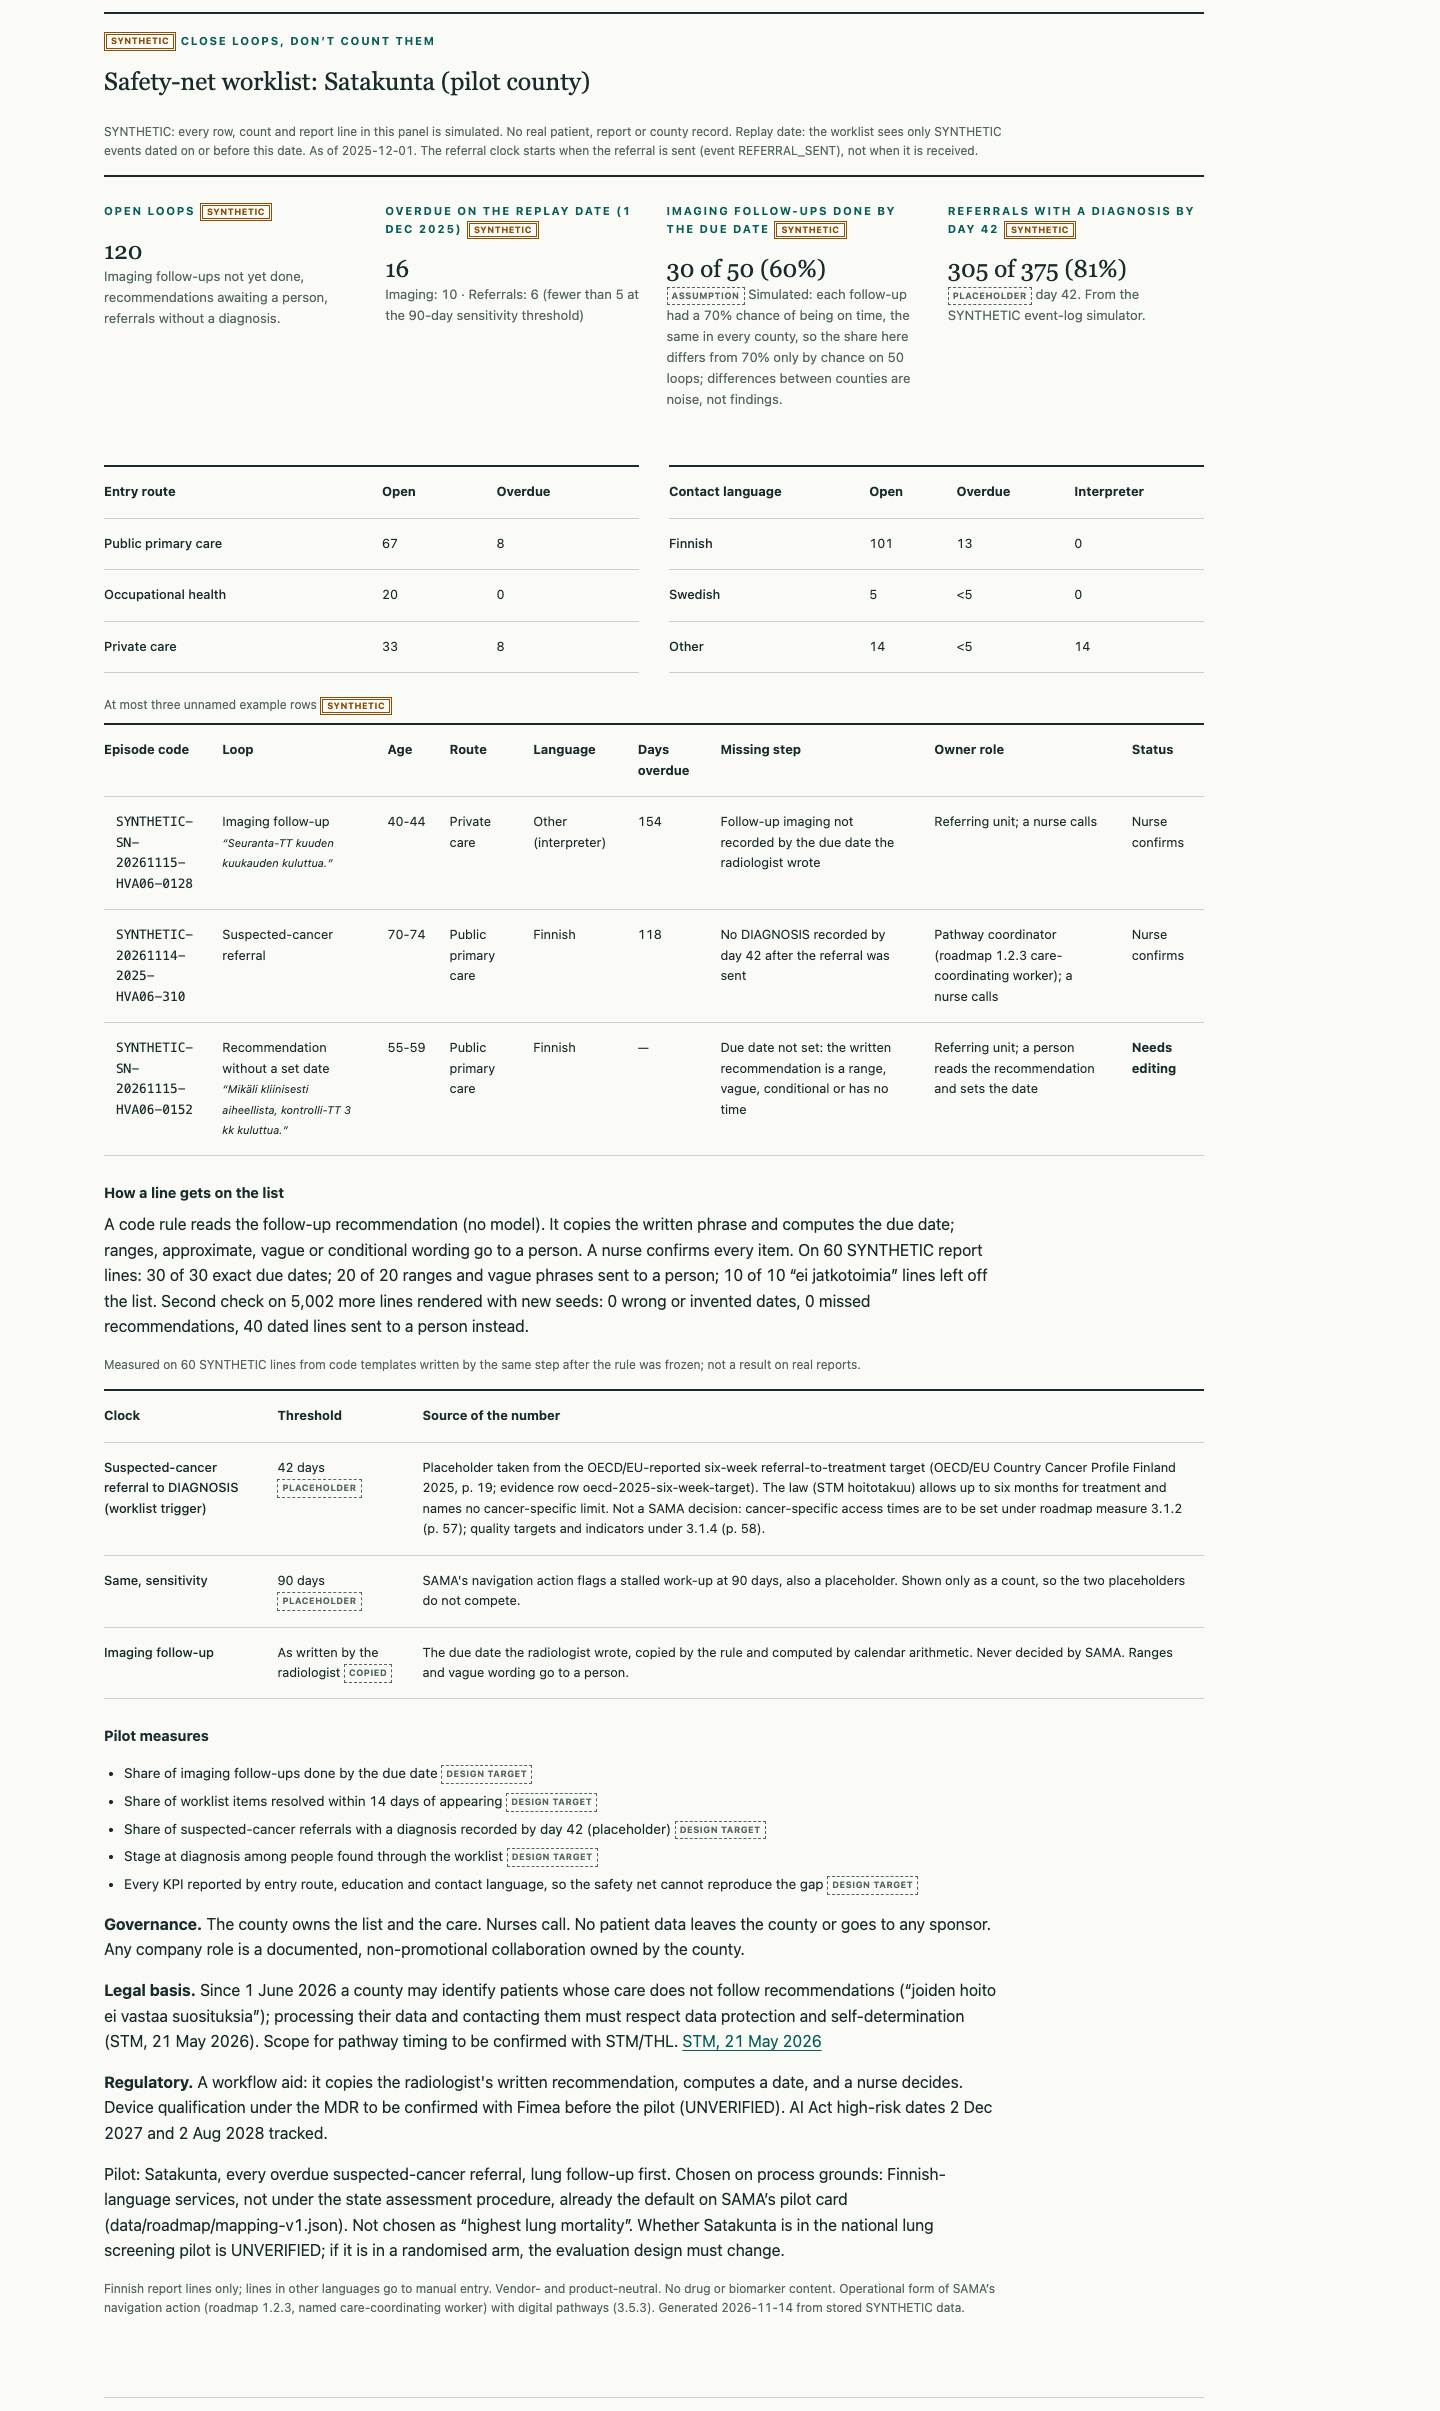 SYNTHETIC CLOSE LOOPS, DON'T COUNT THEM
Safety-net worklist: Satakunta (pilot county)
SYNTHETIC: every row, count and report line in this panel is simulated. No real patient, report or county record. Replay date: the worklist sees only SYNTHETIC
events dated on or before this date. As of 2025-12-01. The referral clock starts when the referral is sent (event REFERRAL_SENT), not when it is received.
OPEN LOOPS SYNTHETIC
120
Imaging follow-ups not yet done,
recommendations awaiting a person,
referrals without a diagnosis.
OVERDUE ON THE REPLAY DATE (1
DEC 2025) SYNTHETIC
16
Imaging: 10 · Referrals: 6 (fewer than 5 at
the 90-day sensitivity threshold)
IMAGING FOLLOW-UPS DONE BY
THE DUE DATE SYNTHETIC
30 of 50 (60%)
ASSUMPTION Simulated: each follow-up
had a 70% chance of being on time, the
same in every county, so the share here
differs from 70% only by chance on 50
loops; differences between counties are
noise, not findings.
REFERRALS WITH A DIAGNOSIS BY
DAY 42 SYNTHETIC
305 of 375 (81%)
PLACEHOLDER day 42. From the
SYNTHETIC event-log simulator.
Entry route Open Overdue
Public primary care 67 8
Occupational health 20 0
Private care 33 8
Contact language Open Overdue Interpreter
Finnish 101 13 0
Swedish 5 <5 0
Other 14 <5 14
At most three unnamed example rows SYNTHETIC
Episode code Loop Age Route Language Days overdue Missing step Owner role Status
SYNTHETIC-
SN-
20261115-
HVA06-0128
Imaging follow-up
“Seuranta-TT kuuden
kuukauden kuluttua.”
40-44
Private
care
Other
(interpreter)
154
Follow-up imaging not
recorded by the due date the
radiologist wrote
Referring unit; a nurse calls
Nurse
confirms
SYNTHETIC-
20261114-
2025-
HVA06-310
Suspected-cancer
referral
70-74
Public
primary
care
Finnish
118
No DIAGNOSIS recorded by
day 42 after the referral was
sent
Pathway coordinator
(roadmap 1.2.3 care-
coordinating worker); a
nurse calls
Nurse
confirms
SYNTHETIC-
SN-
20261115-
HVA06-0152
Recommendation
without a set date
“Mikäli kliinisesti
aiheellista, kontrolli-TT 3
kk kuluttua.”
55-59
Public
primary
care
Finnish
—
Due date not set: the written
recommendation is a range,
vague, conditional or has no
time
Referring unit; a person
reads the recommendation
and sets the date
Needs
editing
How a line gets on the list
A code rule reads the follow-up recommendation (no model). It copies the written phrase and computes the due date;
ranges, approximate, vague or conditional wording go to a person. A nurse confirms every item. On 60 SYNTHETIC report
lines: 30 of 30 exact due dates; 20 of 20 ranges and vague phrases sent to a person; 10 of 10 “ei jatkotoimia” lines left off
the list. Second check on 5,002 more lines rendered with new seeds: 0 wrong or invented dates, 0 missed
recommendations, 40 dated lines sent to a person instead.
Measured on 60 SYNTHETIC lines from code templates written by the same step after the rule was frozen; not a result on real reports.
Clock Threshold Source of the number
Suspected-cancer
referral to DIAGNOSIS
(worklist trigger)
42 days
PLACEHOLDER
Placeholder taken from the OECD/EU-reported six-week referral-to-treatment target (OECD/EU Country Cancer Profile Finland
2025, p. 19; evidence row oecd-2025-six-week-target). The law (STM hoitotakuu) allows up to six months for treatment and
names no cancer-specific limit. Not a SAMA decision: cancer-specific access times are to be set under roadmap measure 3.1.2
(p. 57); quality targets and indicators under 3.1.4 (p. 58).
Same, sensitivity
90 days
PLACEHOLDER
SAMA's navigation action flags a stalled work-up at 90 days, also a placeholder. Shown only as a count, so the two placeholders
do not compete.
Imaging follow-up
As written by the
radiologist COPIED
The due date the radiologist wrote, copied by the rule and computed by calendar arithmetic. Never decided by SAMA. Ranges
and vague wording go to a person.
Pilot measures
• Share of imaging follow-ups done by the due date DESIGN TARGET
• Share of worklist items resolved within 14 days of appearing DESIGN TARGET
• Share of suspected-cancer referrals with a diagnosis recorded by day 42 (placeholder) DESIGN TARGET
• Stage at diagnosis among people found through the worklist DESIGN TARGET
• Every KPI reported by entry route, education and contact language, so the safety net cannot reproduce the gap DESIGN TARGET
Governance. The county owns the list and the care. Nurses call. No patient data leaves the county or goes to any sponsor.
Any company role is a documented, non-promotional collaboration owned by the county.
Legal basis. Since 1 June 2026 a county may identify patients whose care does not follow recommendations (“joiden hoito
ei vastaa suosituksia”); processing their data and contacting them must respect data protection and self-determination
(STM, 21 May 2026). Scope for pathway timing to be confirmed with STM/THL. STM, 21 May 2026
Regulatory. A workflow aid: it copies the radiologist's written recommendation, computes a date, and a nurse decides.
Device qualification under the MDR to be confirmed with Fimea before the pilot (UNVERIFIED). AI Act high-risk dates 2 Dec
2027 and 2 Aug 2028 tracked.
Pilot: Satakunta, every overdue suspected-cancer referral, lung follow-up first. Chosen on process grounds: Finnish-
language services, not under the state assessment procedure, already the default on SAMA’s pilot card
(data/roadmap/mapping-v1.json). Not chosen as “highest lung mortality”. Whether Satakunta is in the national lung
screening pilot is UNVERIFIED; if it is in a randomised arm, the evaluation design must change.
Finnish report lines only; lines in other languages go to manual entry. Vendor- and product-neutral. No drug or biomarker content. Operational form of SAMA’s
navigation action (roadmap 1.2.3, named care-coordinating worker) with digital pathways (3.5.3). Generated 2026-11-14 from stored SYNTHETIC data.